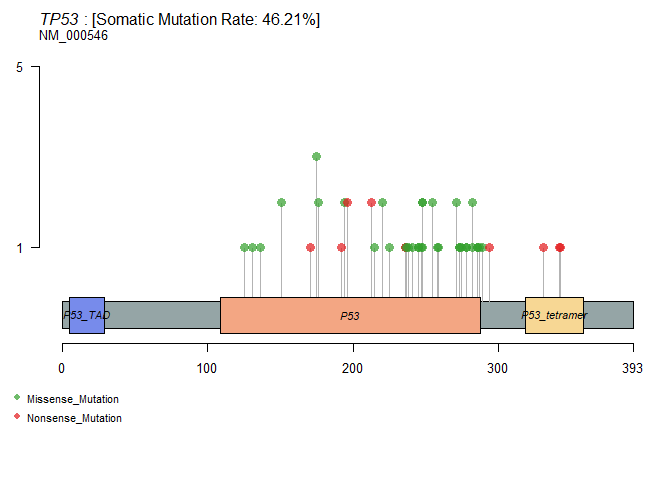 TP53 : [Somatic Mutation Rate: 46.21%]
NM_000546
5
1
P53_TAD
P53
P53_tetramer
0 100 200 300 393
Missense_Mutation
Nonsense_Mutation